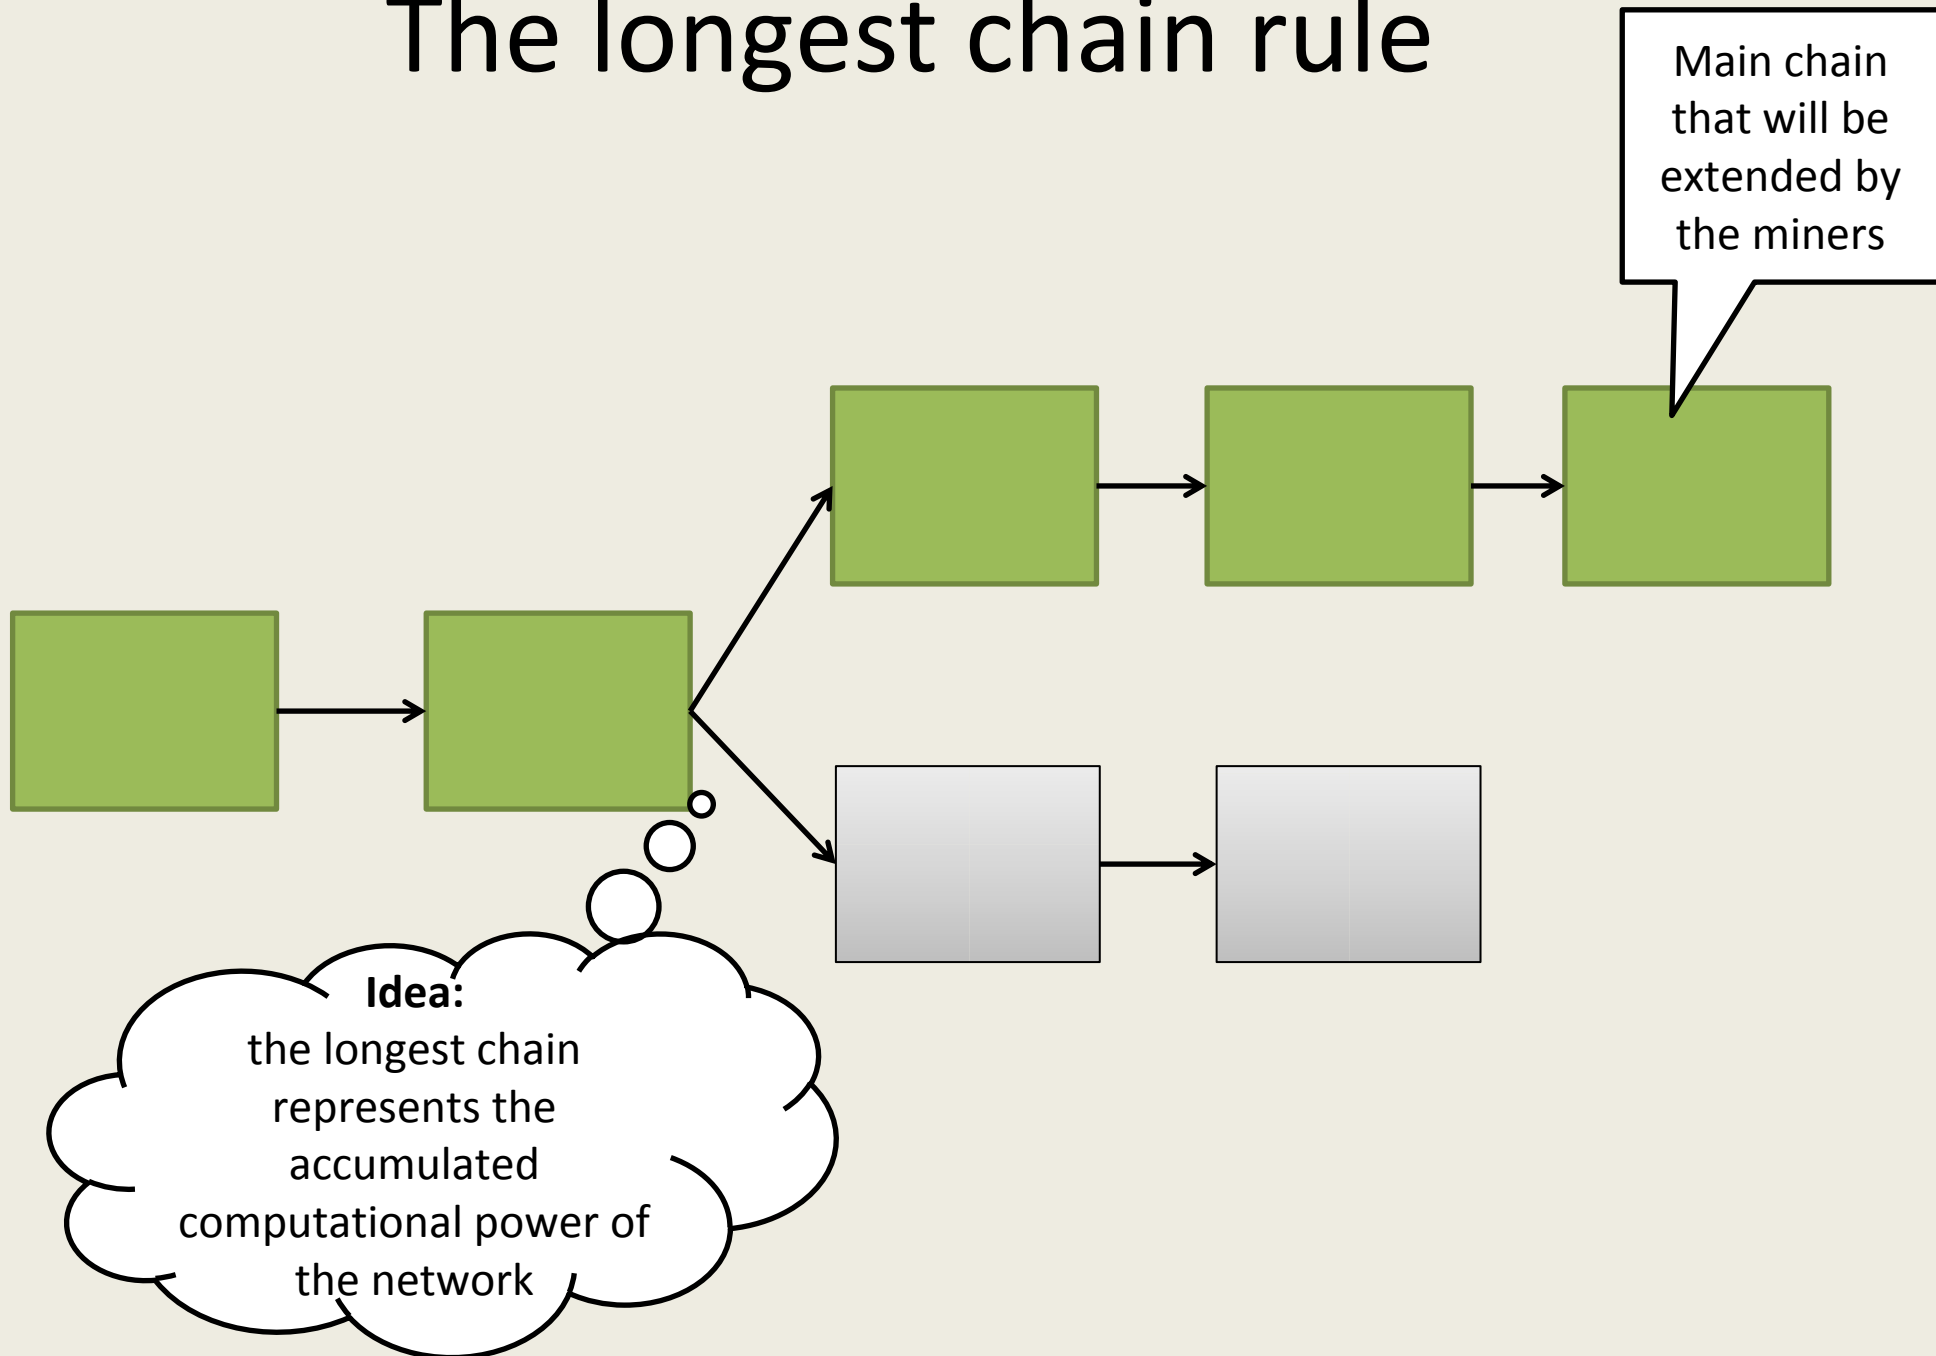 The longest chain rule
Main chain
that will be
extended by
the miners
Idea:
the longest chain
represents the
accumulated
computational power of
the network